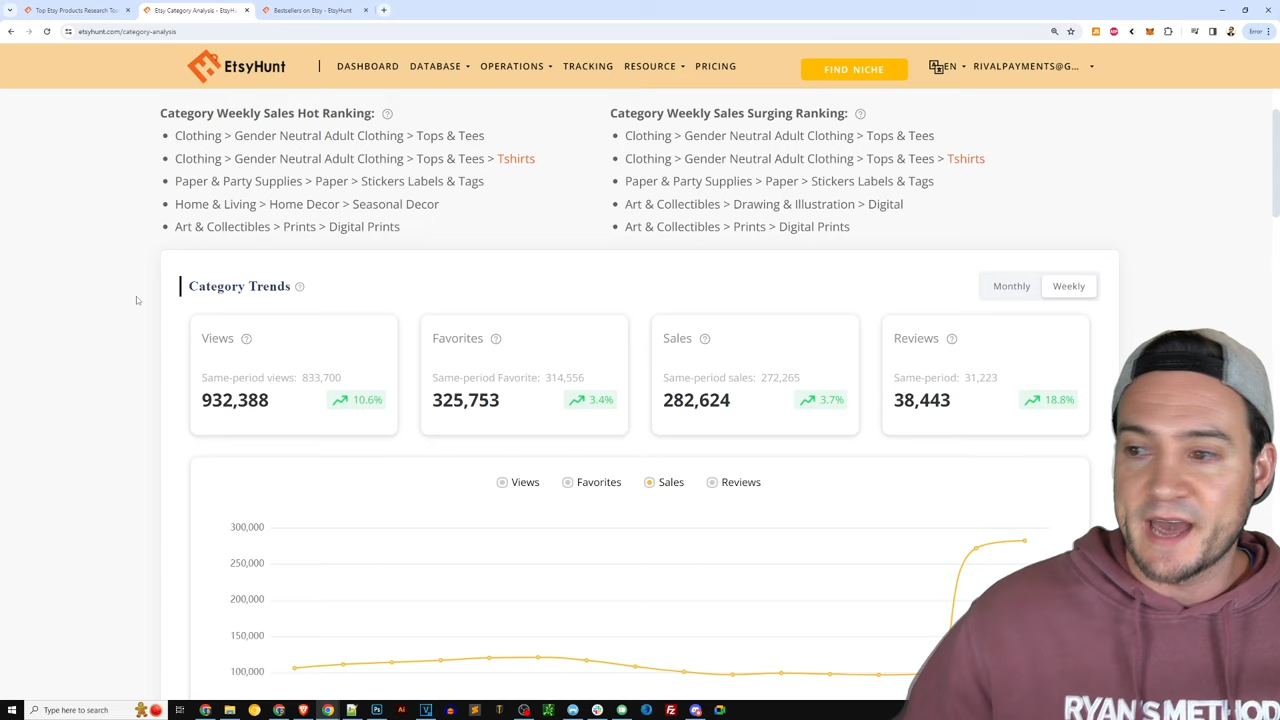 Top Etsy Products Research Too
Etsy Category Analysis - EtsyH
Bestsellers on Etsy - EtsyHunt
etsyhunt.com/category-analysis
Error
EtsyHunt
DASHBOARD
DATABASE
OPERATIONS
TRACKING
RESOURCE
PRICING
FIND NICHE
EN
RIVALPAYMENTS@G...
Category Weekly Sales Hot Ranking:
Clothing > Gender Neutral Adult Clothing > Tops & Tees
Clothing > Gender Neutral Adult Clothing > Tops & Tees > Tshirts
Paper & Party Supplies > Paper > Stickers Labels & Tags
Home & Living > Home Decor > Seasonal Decor
Art & Collectibles > Prints > Digital Prints
Category Weekly Sales Surging Ranking:
Clothing > Gender Neutral Adult Clothing > Tops & Tees
Clothing > Gender Neutral Adult Clothing > Tops & Tees > Tshirts
Paper & Party Supplies > Paper > Stickers Labels & Tags
Art & Collectibles > Drawing & Illustration > Digital
Art & Collectibles > Prints > Digital Prints
Category Trends
Monthly
Weekly
Views
Same-period views: 833,700
932,388
10.6%
Favorites
Same-period Favorite: 314,556
325,753
3.4%
Sales
Same-period sales: 272,265
282,624
3.7%
Reviews
Same-period: 31,223
38,443
18.8%
Views
Favorites
Sales
Reviews
300,000
250,000
200,000
150,000
100,000
RYAN'S METHOD
Type here to search